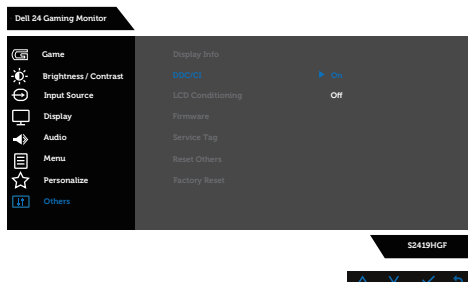 Dell 24 Gaming Monitor
Game
Display Info
Brightness / Contrast
DDC/CI
On
Input Source
LCD Conditioning
Off
Display
Firmware
Audio
Service Tag
Menu
Reset Others
Personalize
Factory Reset
Others
S2419HGF